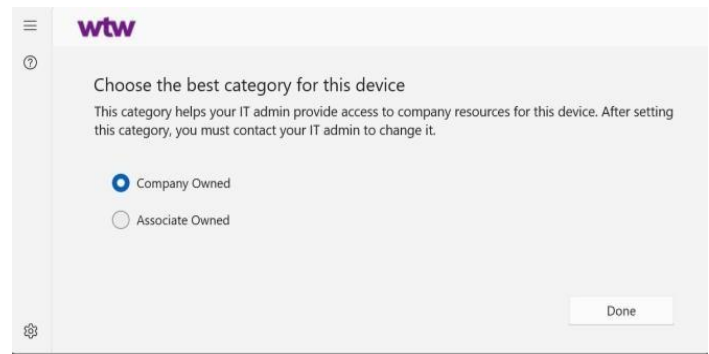 wtw
Choose the best category for this device
This category helps your IT admin provide access to company resources for this device. After setting
this category, you must contact your IT admin to change it.
Company Owned
Associate Owned
Done